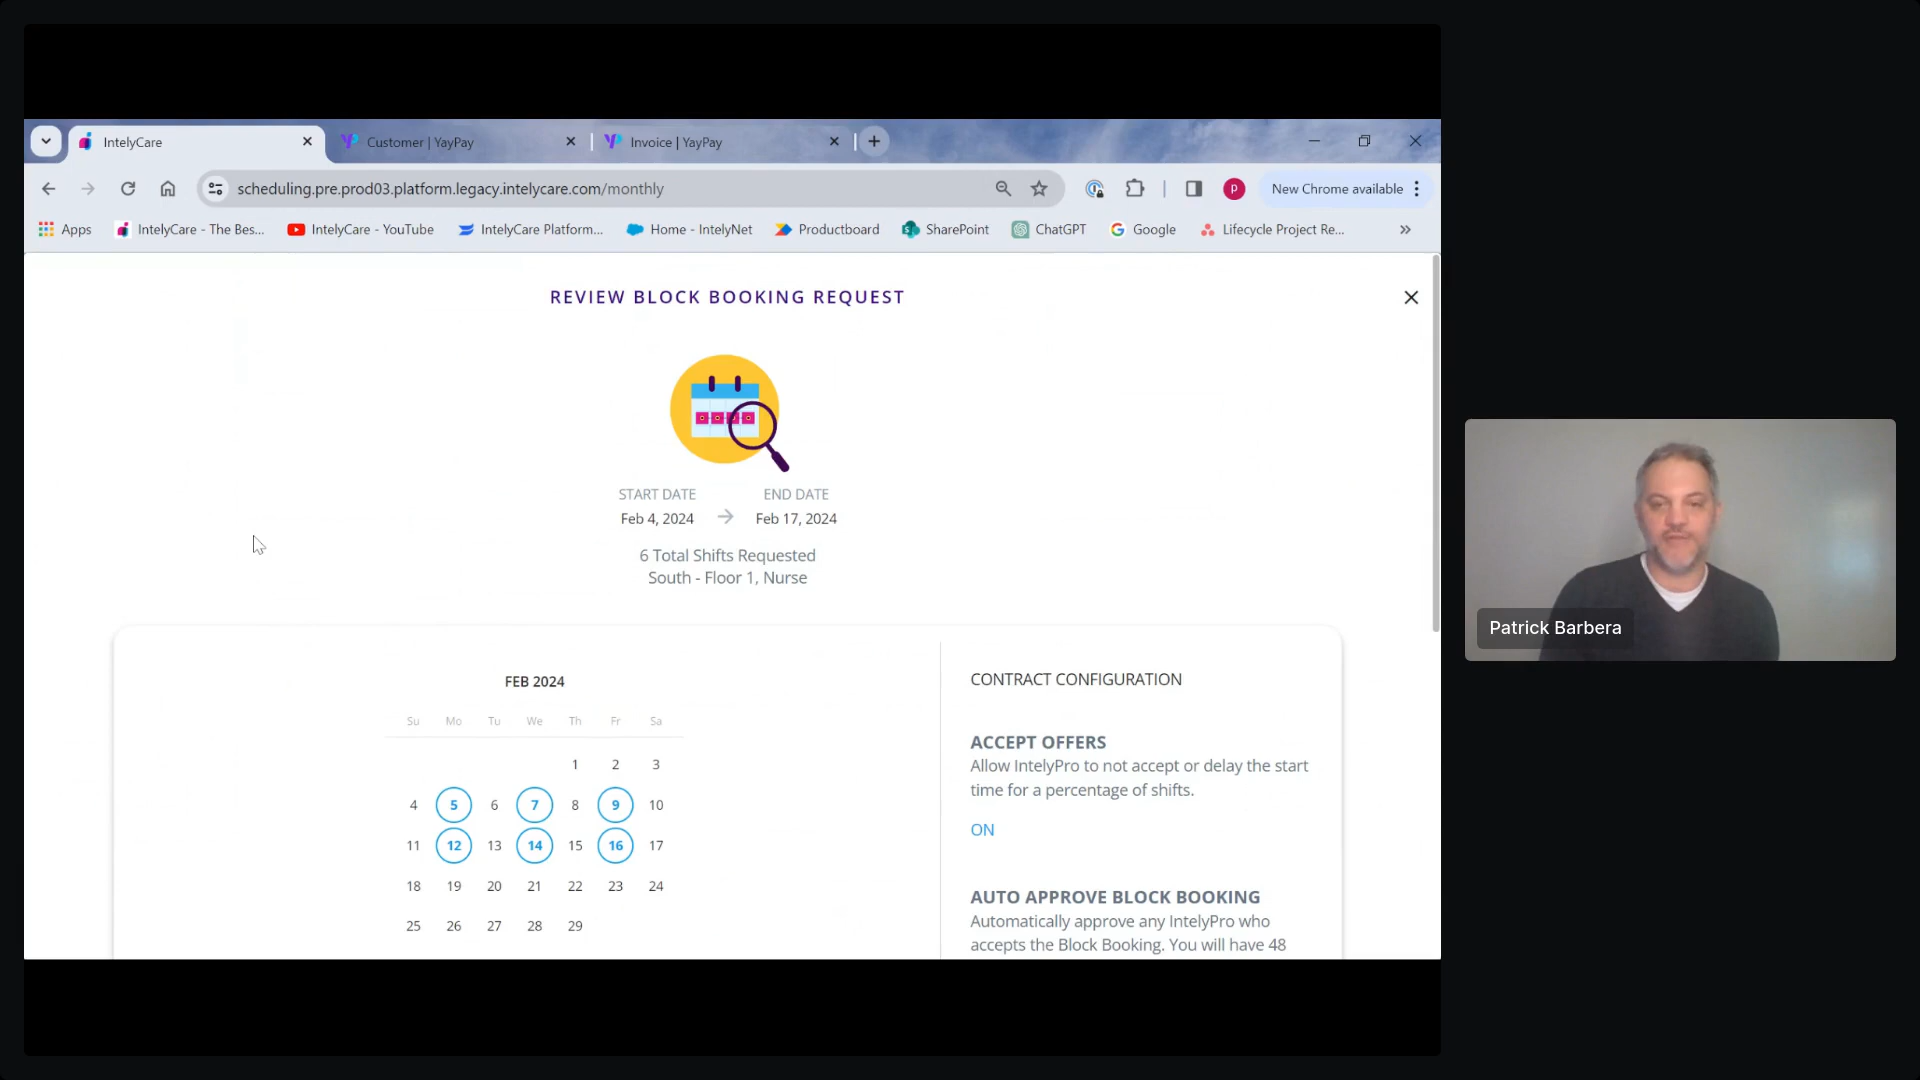 IntelyCare
Customer | YayPay
Invoice | YayPay
scheduling.pre.prod03.platform.legacy.intelycare.com/monthly
P
New Chrome available
Apps
IntelyCare - The Bes...
IntelyCare - YouTube
IntelyCare Platform...
Home - IntelyNet
Productboard
SharePoint
ChatGPT
Google
Lifecycle Project Re...
REVIEW BLOCK BOOKING REQUEST
START DATE
END DATE
Feb 4, 2024
Feb 17, 2024
6 Total Shifts Requested
South - Floor 1, Nurse
FEB 2024
Su Mo Tu We Th Fr Sa
1 2 3
4 5 6 7 8 9 10
11 12 13 14 15 16 17
18 19 20 21 22 23 24
25 26 27 28 29
CONTRACT CONFIGURATION
ACCEPT OFFERS
Allow IntelyPro to not accept or delay the start
time for a percentage of shifts.
ON
AUTO APPROVE BLOCK BOOKING
Automatically approve any IntelyPro who
accepts the Block Booking. You will have 48
Patrick Barbera